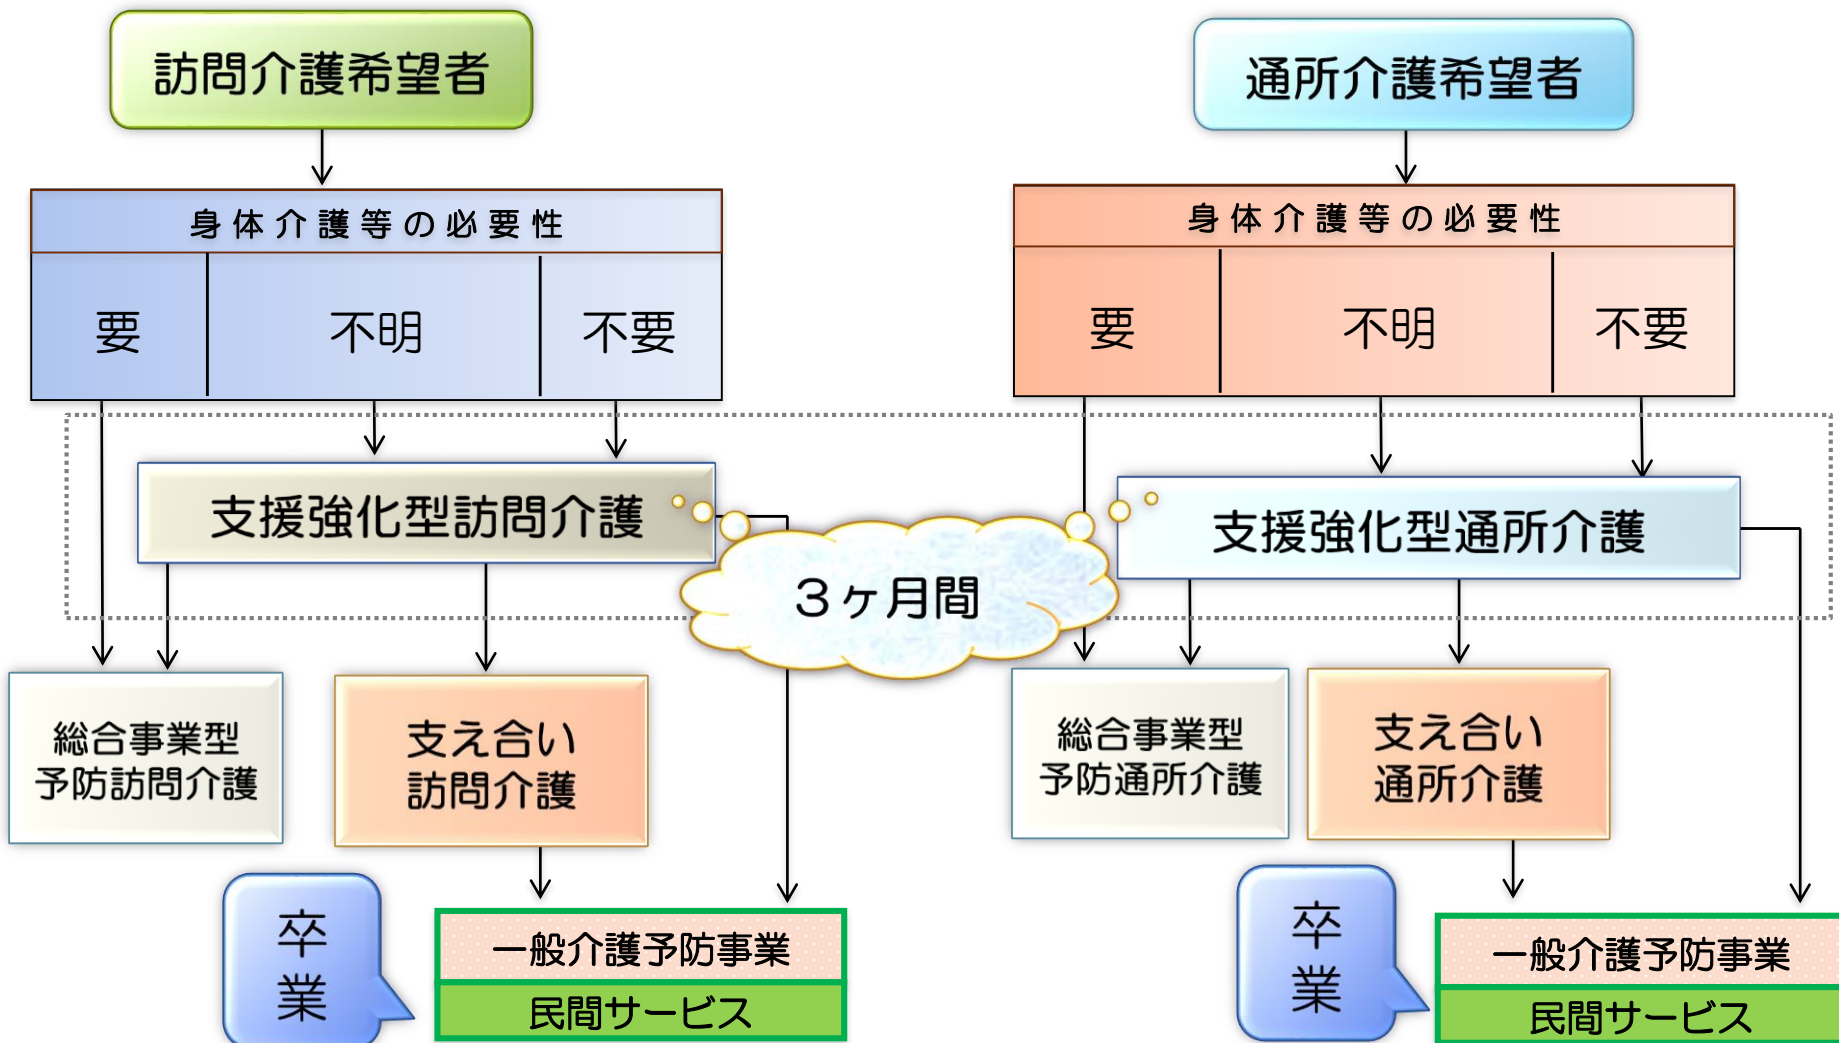 訪問介護希望者
身体介護等の必要性
要
不明
不要
支援強化型訪問介護
総合事業型
予防訪問介護
支え合い
訪問介護
卒
業
一般介護予防事業
民間サービス
3ヶ月間
通所介護希望者
身体介護等の必要性
要
不明
不要
支援強化型通所介護
総合事業型
予防通所介護
支え合い
通所介護
卒
業
一般介護予防事業
民間サービス